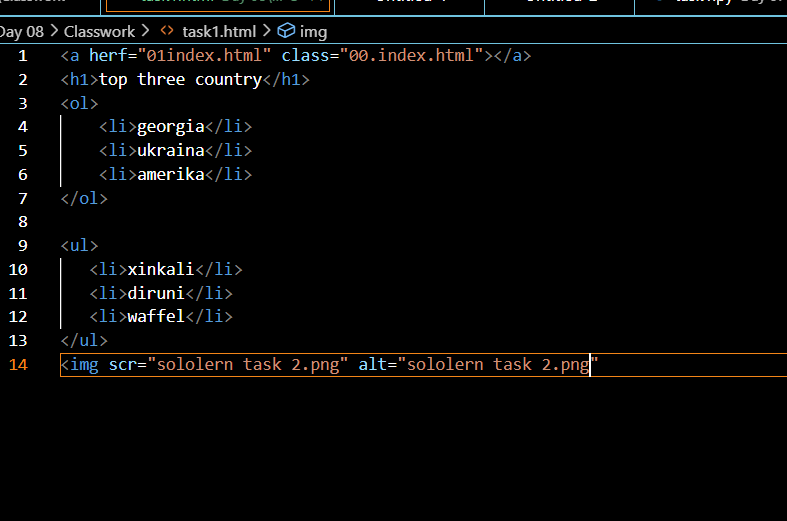 Day 08 > Classwork > <> task1.html > img
1 <a herf="01index.html" class="00.index.html"></a>
2 <h1>top three country</h1>
3 <ol>
4 <li>georgia</li>
5 <li>ukraina</li>
6 <li>amerika</li>
7 </ol>
8
9 <ul>
10 <li>xinkali</li>
11 <li>diruni</li>
12 <li>waffel</li>
13 </ul>
14 <img scr="sololern task 2.png" alt="sololern task 2.png"